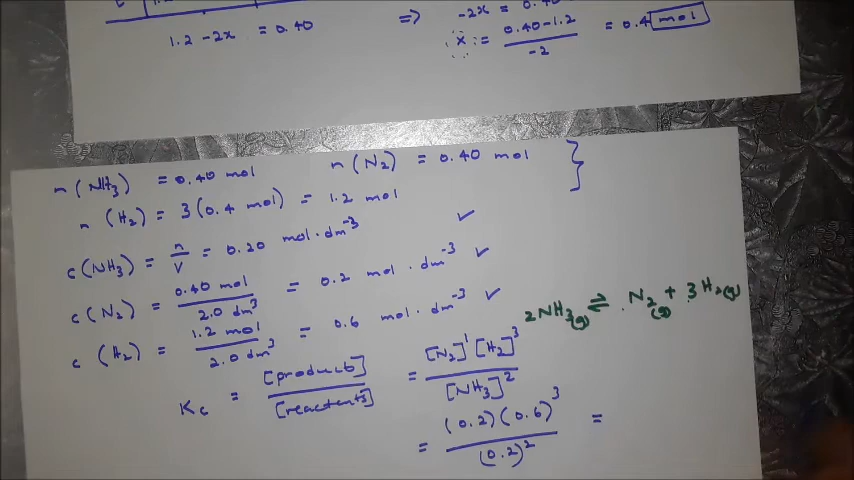 1.2 - 2x = 0.40 => -2x = 0.40-1.2
x = (0.40-1.2)/-2 = 0.4 mol
n (NH₃) = 0.40 mol n (N₂) = 0.40 mol }
n (H₂) = 3(0.4 mol) = 1.2 mol
c (NH₃) = n/V = 0.20 mol·dm⁻³ ✓
c (N₂) = 0.40 mol/2.0 dm³ = 0.2 mol · dm⁻³ ✓
c (H₂) = 1.2 mol/2.0 dm³ = 0.6 mol · dm⁻³ ✓
2NH₃(g) ⇌ N₂(g) + 3H₂(g)
Kc = [products]/[reactants] = [N₂]¹[H₂]³/[NH₃]²
= (0.2)(0.6)³/(0.2)² =